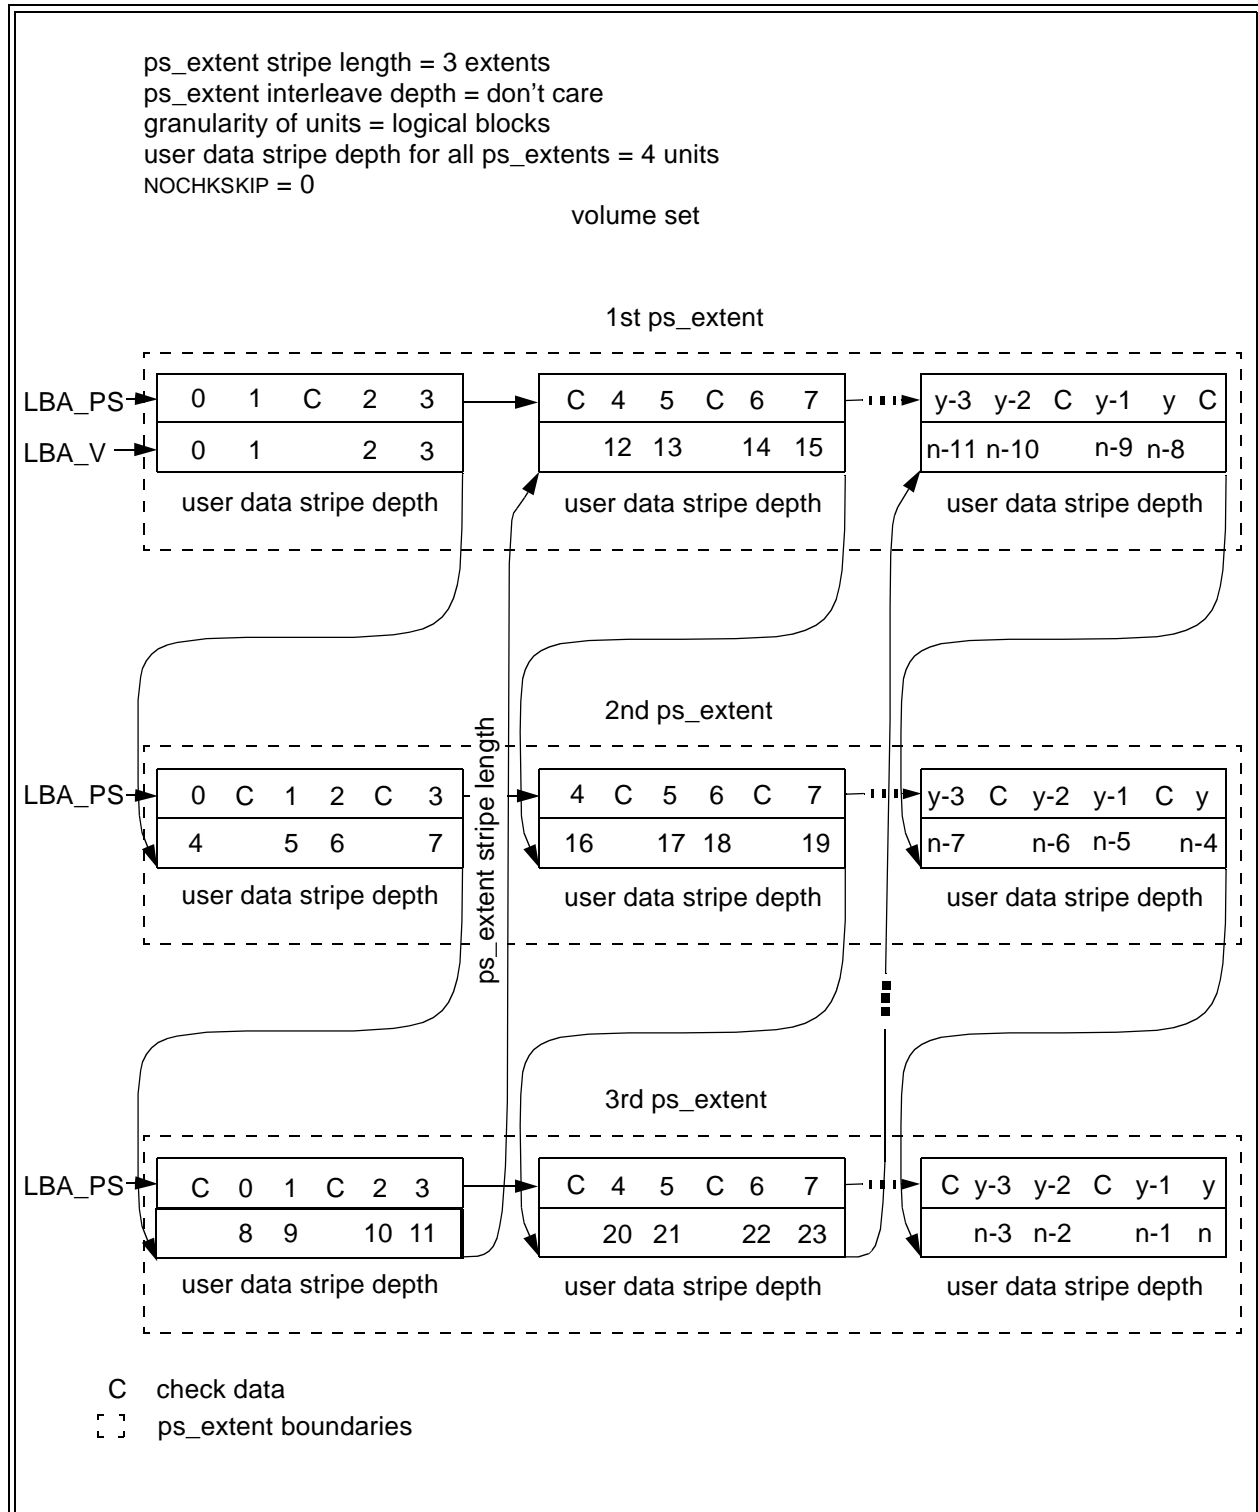 ps_extent stripe length = 3 extents
ps_extent interleave depth = don't care
granularity of units = logical blocks
user data stripe depth for all ps_extents = 4 units
NOCHKSKIP = 0
volume set
1st ps_extent
LBA_PS 0 1 C 2 3 C 4 5 C 6 7 y-3 y-2 C y-1 y C
LBA_V 0 1 2 3 12 13 14 15 n-11 n-10 n-9 n-8
user data stripe depth user data stripe depth user data stripe depth
2nd ps_extent
ps_extent stripe length
LBA_PS 0 C 1 2 C 3 4 C 5 6 C 7 y-3 C y-2 y-1 C y
4 5 6 7 16 17 18 19 n-7 n-6 n-5 n-4
user data stripe depth user data stripe depth user data stripe depth
3rd ps_extent
LBA_PS C 0 1 C 2 3 C 4 5 C 6 7 C y-3 y-2 C y-1 y
8 9 10 11 20 21 22 23 n-3 n-2 n-1 n
user data stripe depth user data stripe depth user data stripe depth
C check data
ps_extent boundaries